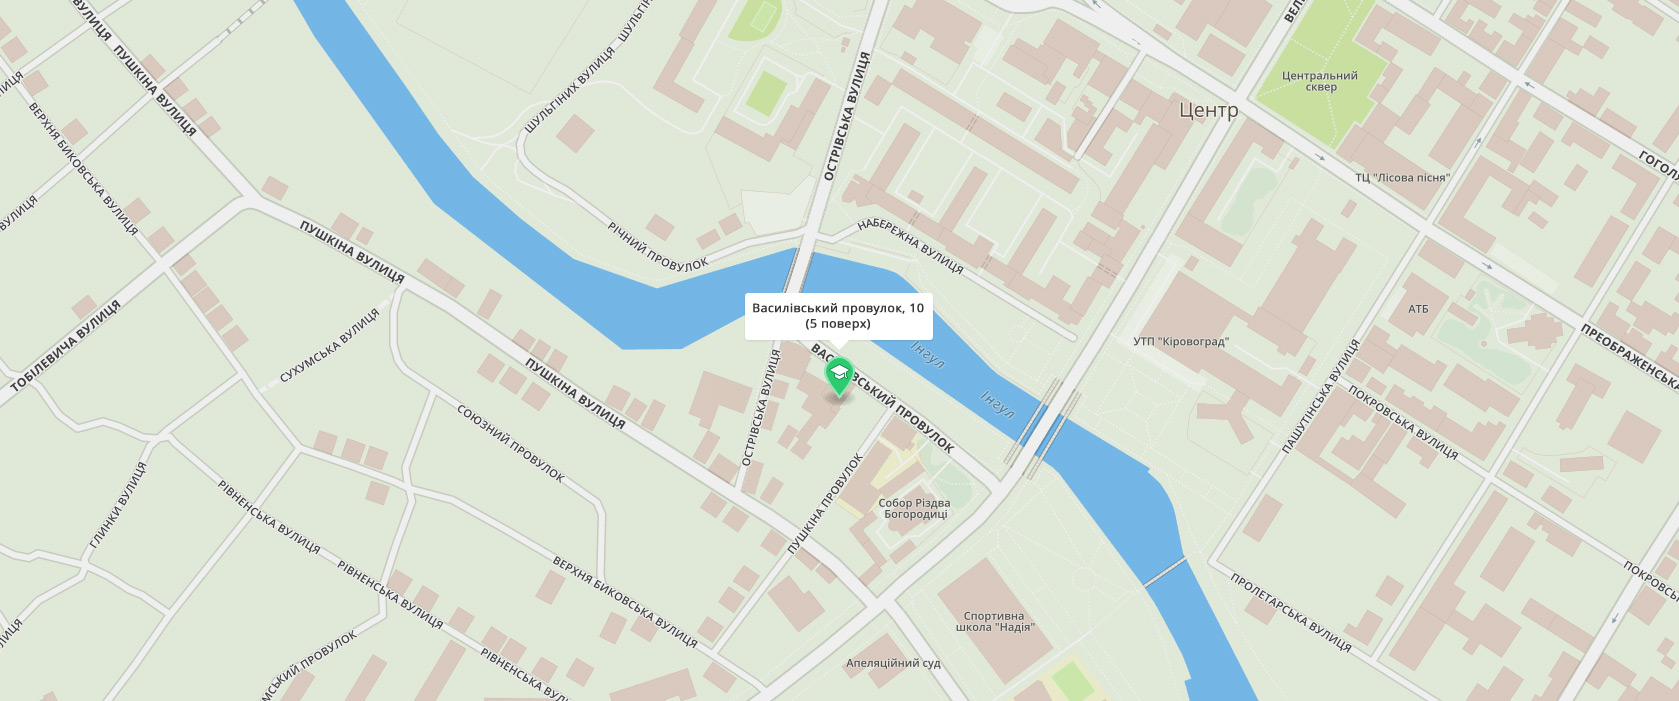 ВУЛИЦЯ
ПУШКІНА ВУЛИЦЯ
ВЕРХНЯ БИКОВСЬКА ВУЛИЦЯ
ВУЛИЦЯ
ШУЛЬГІНИХ ВУЛИЦЯ
ОСТРІВСЬКА ВУЛИЦЯ
Центр
Центральний
сквер
ТЦ "Лісова пісня"
ПУШКІНА ВУЛИЦЯ
РІЧНИЙ ПРОВУЛОК
НАБЕРЕЖНА ВУЛИЦЯ
ТОБІЛЕВИЧА ВУЛИЦЯ
СУХУМСЬКА ВУЛИЦЯ
Василівський провулок, 10
(5 поверх)
Інгул
Інгул
УТП "Кіровоград"
АТБ
ПРЕОБРАЖЕНСЬКА
ПУШКІНА ВУЛИЦЯ
ОСТРІВСЬКА ВУЛИЦЯ
ПАШУТІНСЬКА ВУЛИЦЯ
ПОКРОВСЬКА ВУЛИЦЯ
СОЮЗНИЙ ПРОВУЛОК
ПРОВУЛОК
ГЛИНКИ ВУЛИЦЯ
РІВНЕНСЬКА ВУЛИЦЯ
ПУШКІНА ПРОВУЛОК
Собор Різдва
Богородиці
РІВНЕНСЬКА ВУЛИЦЯ
ВЕРХНЯ БИКОВСЬКА ВУЛИЦЯ
ПРОЛЕТАРСЬКА ВУЛИЦЯ
Спортивна
школа "Надія"
РІВНЕНСЬКА
Апеляційний суд